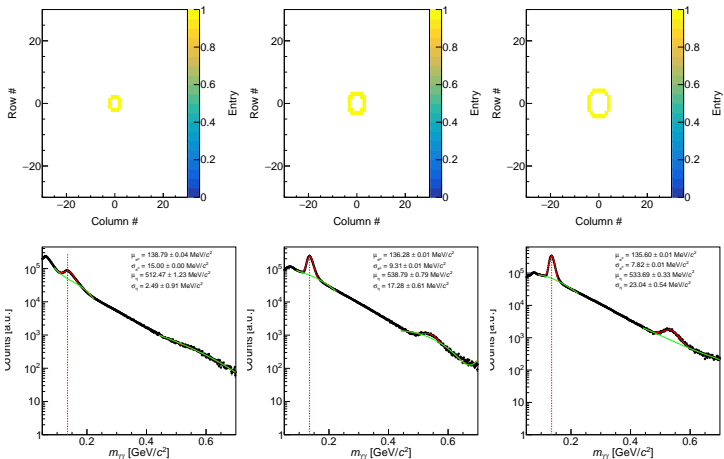 1
0.8
0.6
0.4
0.2
0
Entry
20
0
−20
Row #
−20
0
20
Column #
1
0.8
0.6
0.4
0.2
0
Entry
20
0
−20
Row #
−20
0
20
Column #
1
0.8
0.6
0.4
0.2
0
Entry
20
0
−20
Row #
−20
0
20
Column #
μπ⁰ = 138.79 ± 0.04 MeV/c²
σπ⁰ = 15.00 ± 0.00 MeV/c²
μη = 512.47 ± 1.23 MeV/c²
ση = 2.49 ± 0.91 MeV/c²
10⁵
10⁴
10³
10²
10
1
Counts [a.u.]
0.2
0.4
0.6
mγγ [GeV/c²]
μπ⁰ = 136.28 ± 0.01 MeV/c²
σπ⁰ = 9.31 ± 0.01 MeV/c²
μη = 538.79 ± 0.79 MeV/c²
ση = 17.28 ± 0.61 MeV/c²
10⁵
10⁴
10³
10²
10
1
Counts [a.u.]
0.2
0.4
0.6
mγγ [GeV/c²]
μπ⁰ = 135.60 ± 0.01 MeV/c²
σπ⁰ = 7.82 ± 0.01 MeV/c²
μη = 533.69 ± 0.33 MeV/c²
ση = 23.04 ± 0.54 MeV/c²
10⁵
10⁴
10³
10²
10
1
Counts [a.u.]
0.2
0.4
0.6
mγγ [GeV/c²]